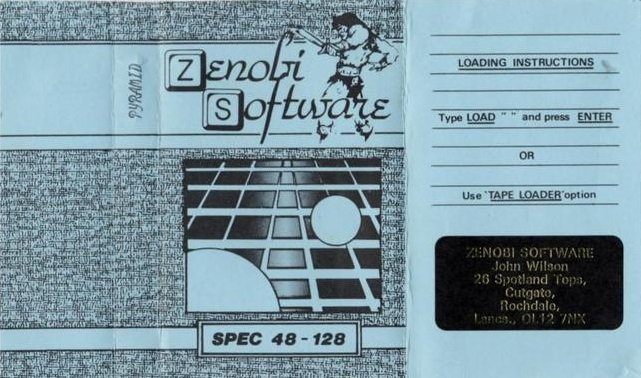 PYRAMID
Zenobi
Software
SPEC 48 - 128
LOADING INSTRUCTIONS
Type LOAD " " and press ENTER
OR
Use 'TAPE LOADER' option
ZENOBI SOFTWARE
John Wilson
26 Spotland Tops,
Cutgate,
Rochdale,
Lancs., OL12 7NX